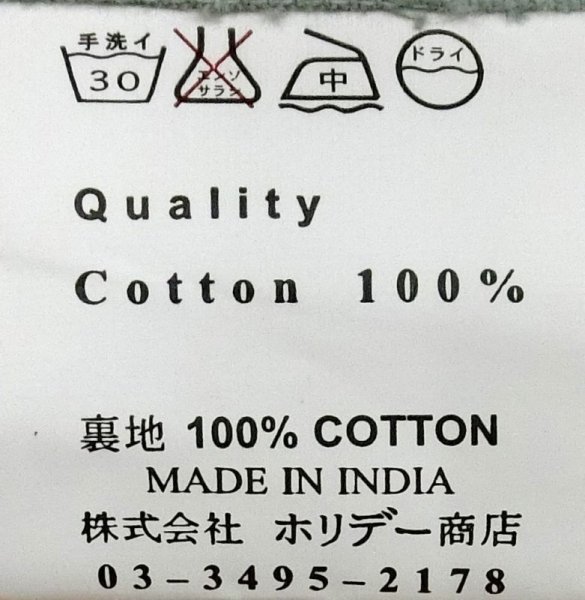 手洗イ 30 エンソサラシ 中 ドライ
Quality
Cotton 100%
裏地 100% COTTON
MADE IN INDIA
株式会社 ホリデー商店
03-3495-2178